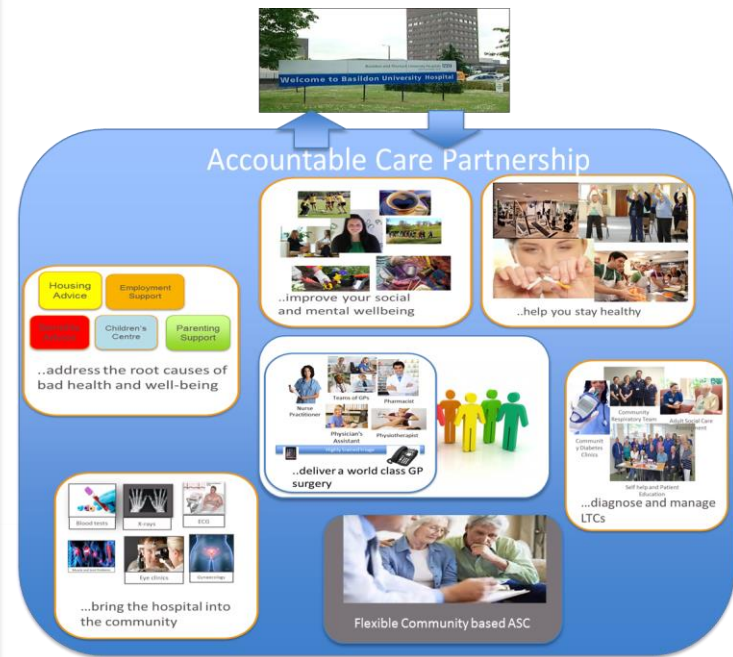 Welcome to Basildon University Hospital
Accountable Care Partnership
..improve your social
and mental wellbeing
..help you stay healthy
Housing
Advice
Employment
Support
Children's
Centre
Parenting
Support
..address the root causes of
bad health and well-being
Nurse
Practitioner
Teams of GPs
Pharmacist
Physician's
Assistant
Physiotherapist
Highly trained triage
..deliver a world class GP
surgery
Community
Respiratory Team
Adult Social Care
Communit
y Diabetes
Clinics
Self help and Patient
Education
...diagnose and manage
LTCs
Blood tests
X-rays
ECG
Eye clinics
Gynaecology
...bring the hospital into
the community
Flexible Community based ASC